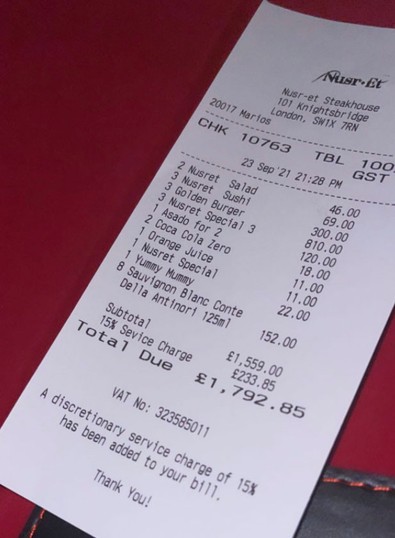 Nusr-Et
Nusr-et Steakhouse
101 Knightsbridge
London, SW1X 7RN
20017 Marios
CHK 10763 TBL 100
GST
23 Sep'21 21:28 PM
2 Nusret Salad 46.00
3 Nusret Sushi 69.00
3 Golden Burger 300.00
3 Nusret Special 3 810.00
1 Asado for 2 120.00
2 Coca Cola Zero 18.00
1 Orange Juice 11.00
1 Nusret Special 11.00
1 Yummy Mummy 22.00
8 Sauvignon Blanc Conte
Della Antinori 125ml 152.00
Subtotal £1,559.00
15% Sevice Charge £233.85
Total Due £1,792.85
VAT No: 323585011
A discretionary service charge of 15%
has been added to your bill.
Thank You!